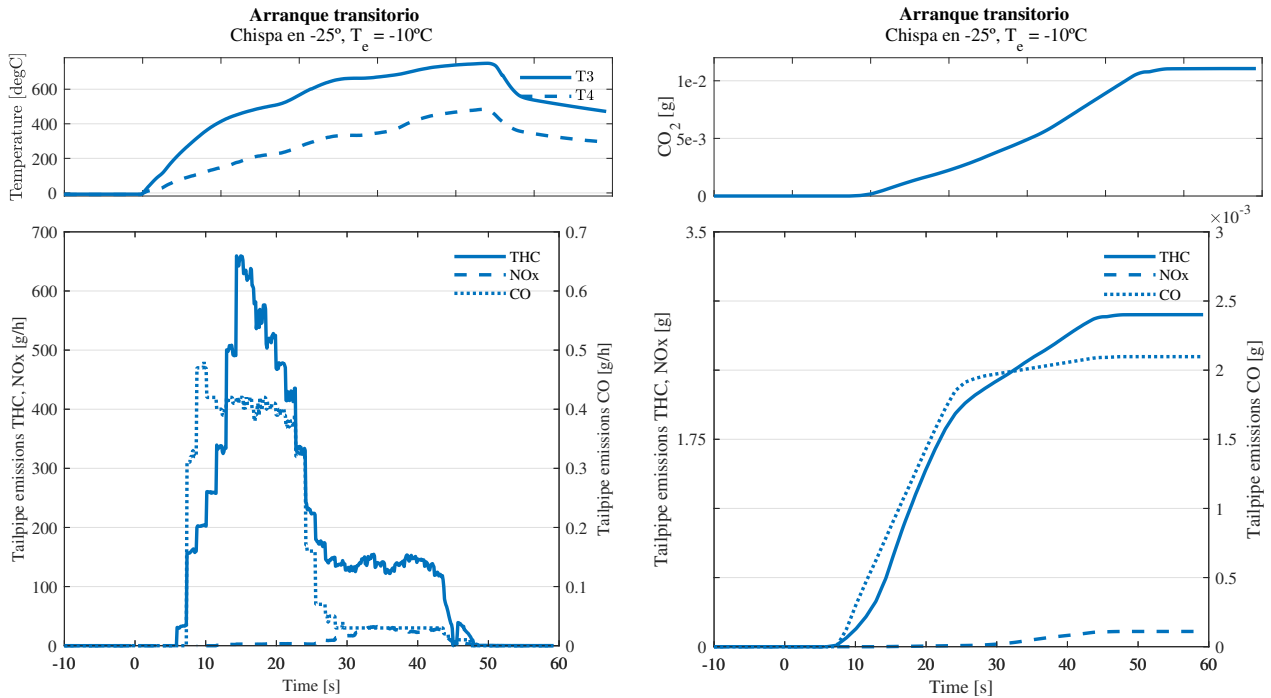 Arranque transitorio
Chispa en -25º, T_e = -10ºC
Temperature [degC]
600
400
200
0
T3
T4
Tailpipe emissions THC, NOx [g/h]
700
600
500
400
300
200
100
0
THC
NOx
CO
0.7
0.6
0.5
0.4
0.3
0.2
0.1
0
Tailpipe emissions CO [g/h]
-10
0
10
20
30
40
50
60
Time [s]
Arranque transitorio
Chispa en -25º, T_e = -10ºC
CO_2 [g]
1e-2
5e-3
0
Tailpipe emissions THC, NOx [g]
3.5
1.75
0
THC
NOx
CO
×10^-3
3
2.5
2
1.5
1
0.5
0
Tailpipe emissions CO [g]
-10
0
10
20
30
40
50
60
Time [s]